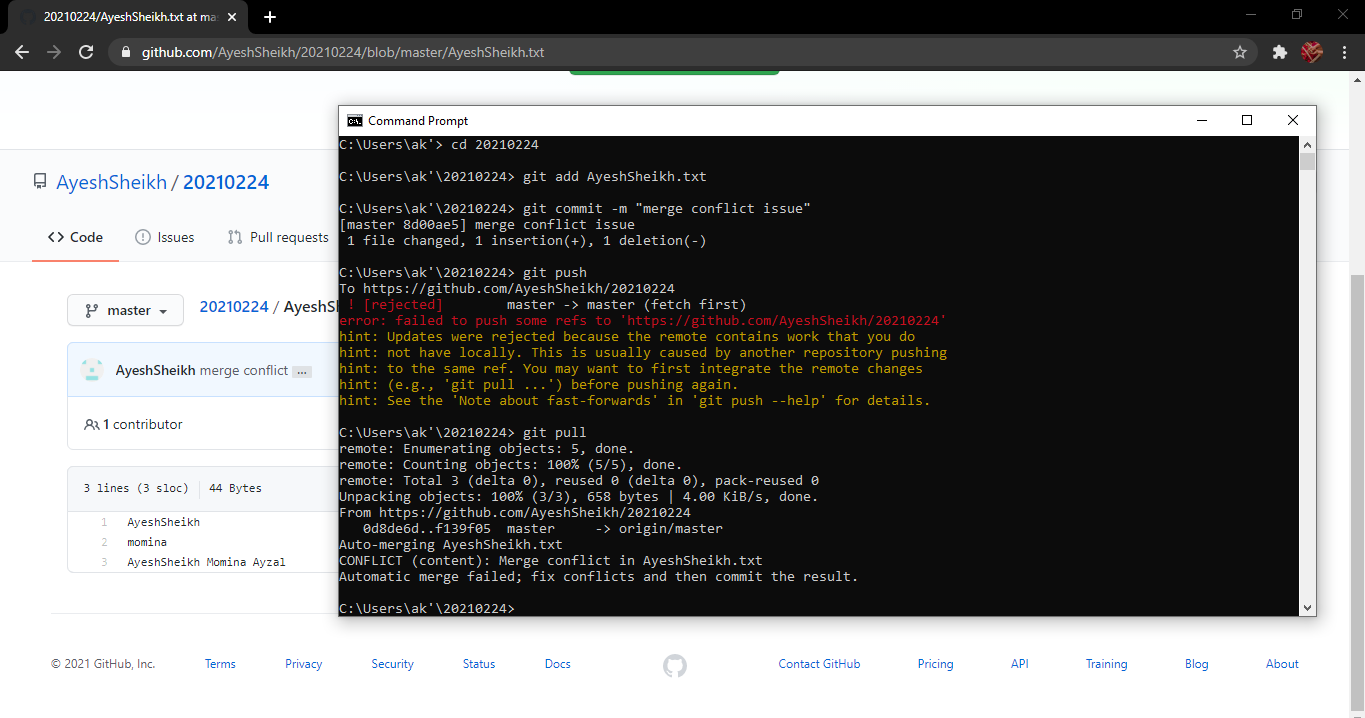 20210224/AyeshSheikh.txt at mas
github.com/AyeshSheikh/20210224/blob/master/AyeshSheikh.txt
AyeshSheikh / 20210224
<> Code
Issues
Pull requests
master
20210224 / AyeshS
AyeshSheikh merge conflict ...
1 contributor
3 lines (3 sloc)
44 Bytes
1 AyeshSheikh
2 momina
3 AyeshSheikh Momina Ayzal
Command Prompt
C:\Users\ak'> cd 20210224
C:\Users\ak'\20210224> git add AyeshSheikh.txt
C:\Users\ak'\20210224> git commit -m "merge conflict issue"
[master 8d00ae5] merge conflict issue
1 file changed, 1 insertion(+), 1 deletion(-)
C:\Users\ak'\20210224> git push
To https://github.com/AyeshSheikh/20210224
! [rejected] master -> master (fetch first)
error: failed to push some refs to 'https://github.com/AyeshSheikh/20210224'
hint: Updates were rejected because the remote contains work that you do
hint: not have locally. This is usually caused by another repository pushing
hint: to the same ref. You may want to first integrate the remote changes
hint: (e.g., 'git pull ...') before pushing again.
hint: See the 'Note about fast-forwards' in 'git push --help' for details.
C:\Users\ak'\20210224> git pull
remote: Enumerating objects: 5, done.
remote: Counting objects: 100% (5/5), done.
remote: Total 3 (delta 0), reused 0 (delta 0), pack-reused 0
Unpacking objects: 100% (3/3), 658 bytes | 4.00 KiB/s, done.
From https://github.com/AyeshSheikh/20210224
0d8de6d..f139f05 master -> origin/master
Auto-merging AyeshSheikh.txt
CONFLICT (content): Merge conflict in AyeshSheikh.txt
Automatic merge failed; fix conflicts and then commit the result.
C:\Users\ak'\20210224>
© 2021 GitHub, Inc.
Terms
Privacy
Security
Status
Docs
Contact GitHub
Pricing
API
Training
Blog
About